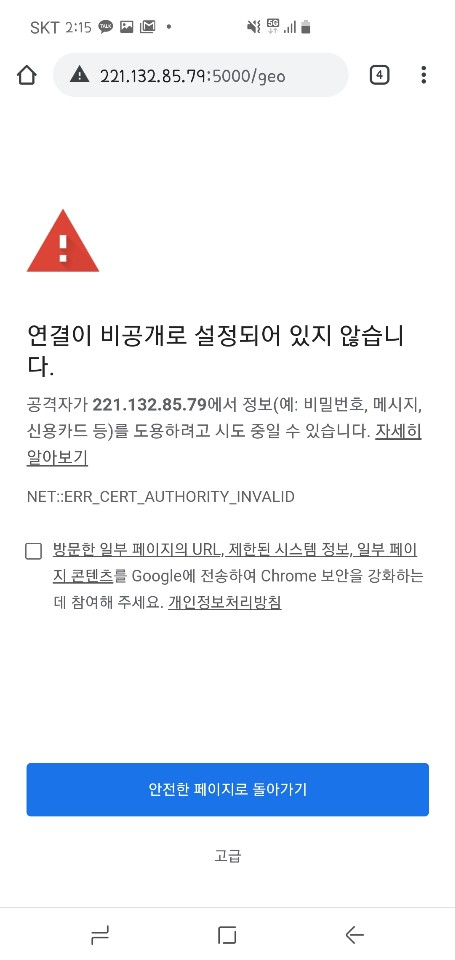 SKT 2:15 TALK M •
5G
221.132.85.79:5000/geo
4
연결이 비공개로 설정되어 있지 않습니
다.
공격자가 221.132.85.79에서 정보(예: 비밀번호, 메시지,
신용카드 등)를 도용하려고 시도 중일 수 있습니다. 자세히
알아보기
NET::ERR_CERT_AUTHORITY_INVALID
방문한 일부 페이지의 URL, 제한된 시스템 정보, 일부 페이
지 콘텐츠를 Google에 전송하여 Chrome 보안을 강화하는
데 참여해 주세요. 개인정보처리방침
안전한 페이지로 돌아가기
고급